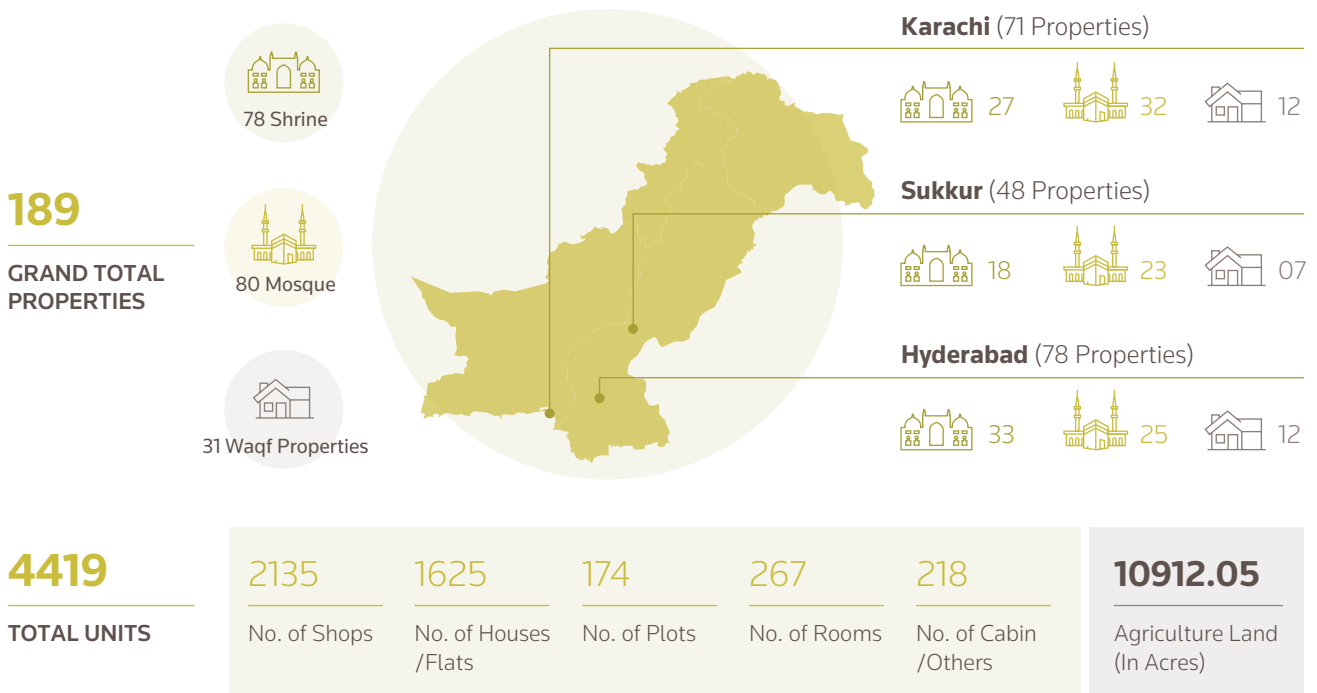 189
GRAND TOTAL
PROPERTIES
78 Shrine
80 Mosque
31 Waqf Properties
Karachi (71 Properties)
27 32 12
Sukkur (48 Properties)
18 23 07
Hyderabad (78 Properties)
33 25 12
4419
TOTAL UNITS
2135
No. of Shops
1625
No. of Houses
/Flats
174
No. of Plots
267
No. of Rooms
218
No. of Cabin
/Others
10912.05
Agriculture Land
(In Acres)